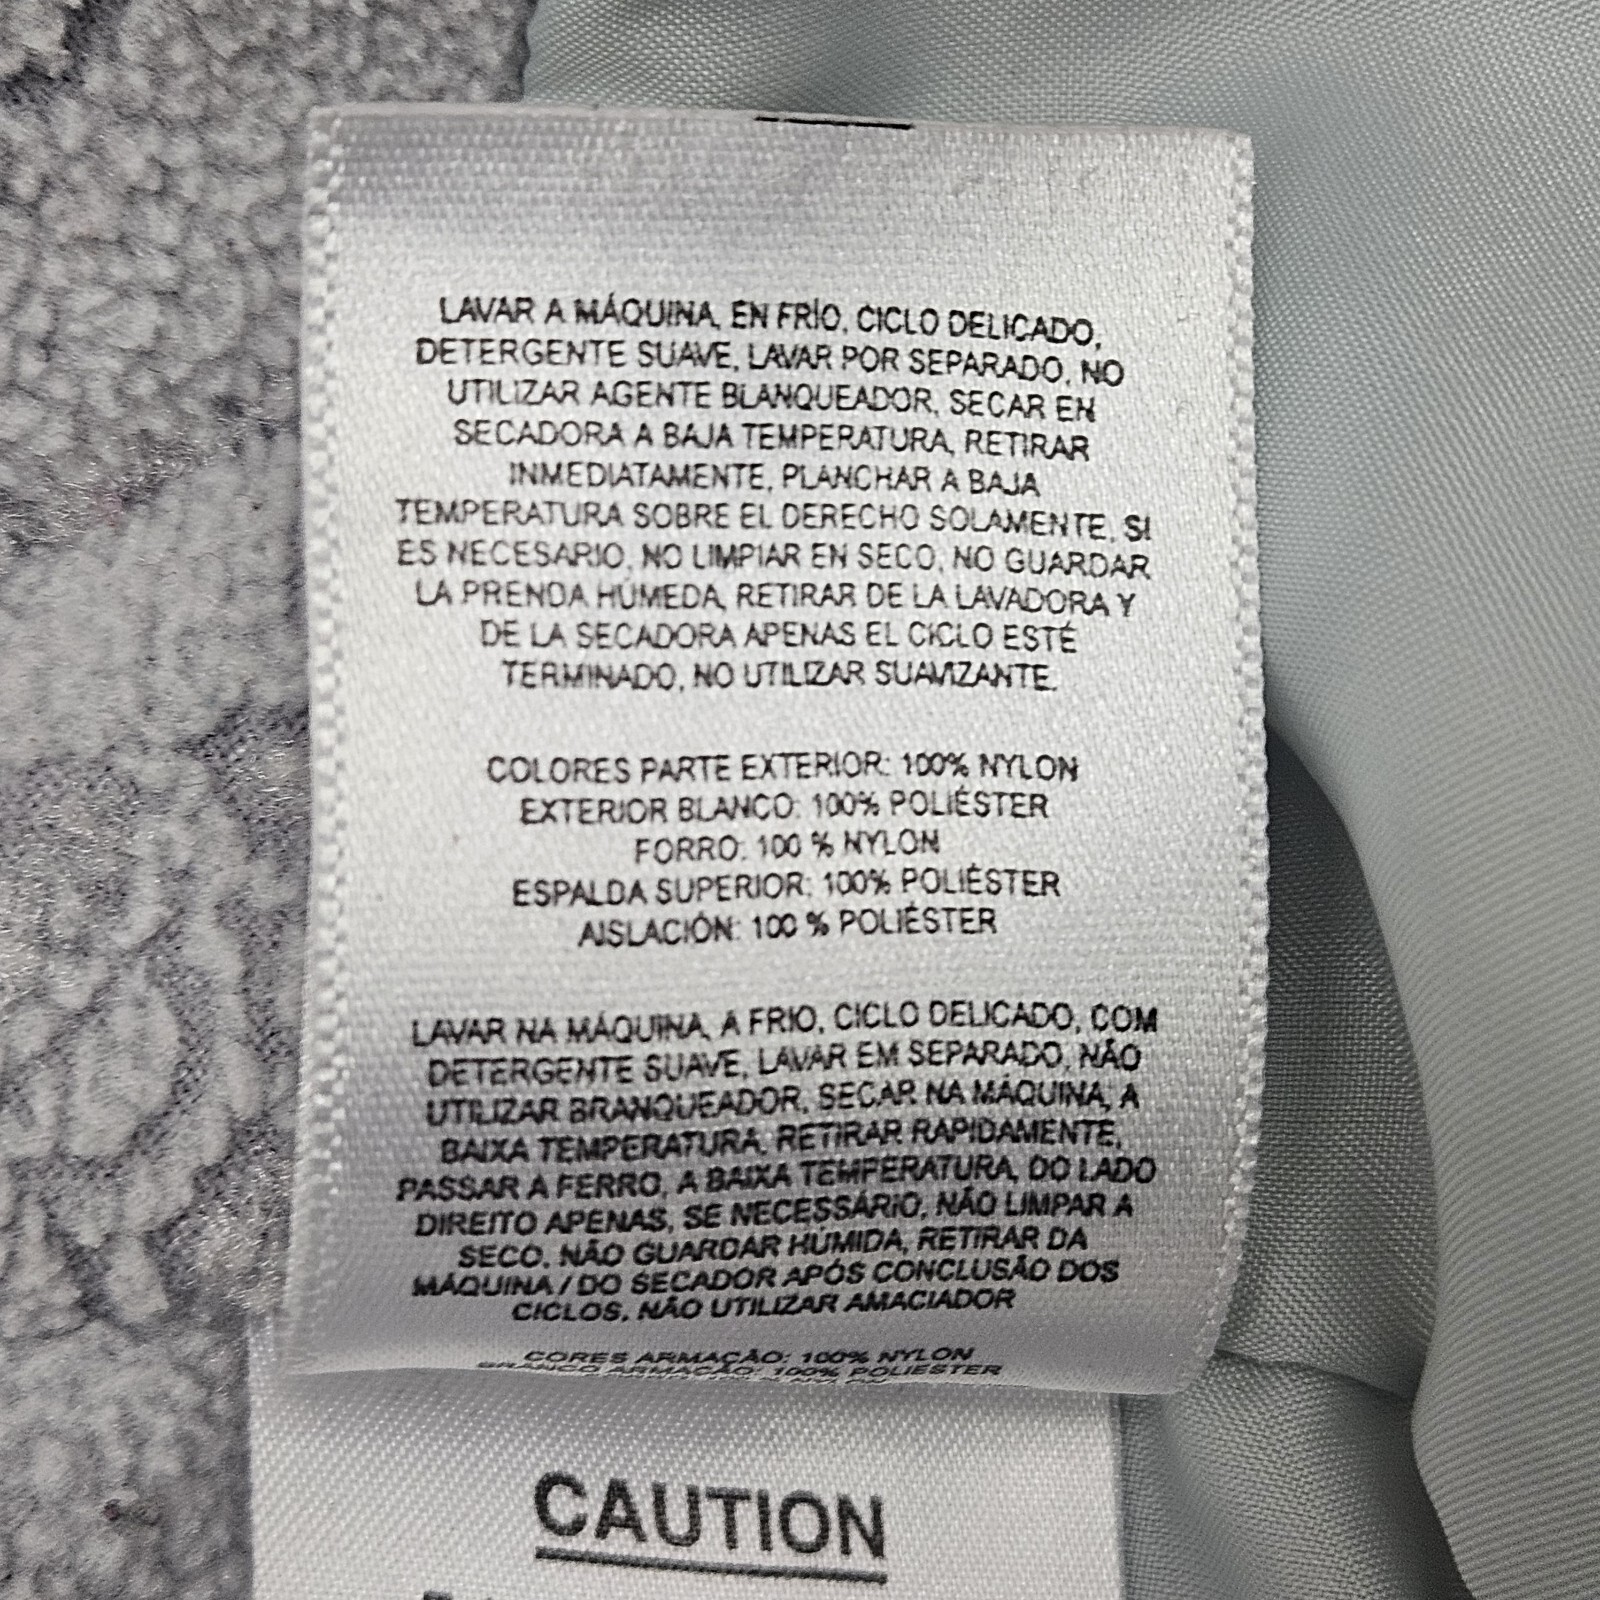 LAVAR A MÁQUINA, EN FRÍO, CICLO DELICADO,
DETERGENTE SUAVE, LAVAR POR SEPARADO, NO
UTILIZAR AGENTE BLANQUEADOR, SECAR EN
SECADORA A BAJA TEMPERATURA, RETIRAR
INMEDIATAMENTE, PLANCHAR A BAJA
TEMPERATURA SOBRE EL DERECHO SOLAMENTE, SI
ES NECESARIO, NO LIMPIAR EN SECO, NO GUARDAR
LA PRENDA HÚMEDA, RETIRAR DE LA LAVADORA Y
DE LA SECADORA APENAS EL CICLO ESTÉ
TERMINADO, NO UTILIZAR SUAVIZANTE.
COLORES PARTE EXTERIOR: 100% NYLON
EXTERIOR BLANCO: 100% POLIÉSTER
FORRO: 100 % NYLON
ESPALDA SUPERIOR: 100% POLIÉSTER
AISLACIÓN: 100 % POLIÉSTER
LAVAR NA MÁQUINA, A FRIO, CICLO DELICADO, COM
DETERGENTE SUAVE, LAVAR EM SEPARADO, NÃO
UTILIZAR BRANQUEADOR, SECAR NA MÁQUINA, A
BAIXA TEMPERATURA, RETIRAR RAPIDAMENTE,
PASSAR A FERRO, A BAIXA TEMPERATURA, DO LADO
DIREITO APENAS, SE NECESSÁRIO, NÃO LIMPAR A
SECO, NÃO GUARDAR HÚMIDA, RETIRAR DA
MÁQUINA / DO SECADOR APÓS CONCLUSÃO DOS
CICLOS, NÃO UTILIZAR AMACIADOR
CORES ARMAÇÃO: 100% NYLON
BRANCO ARMAÇÃO: 100% POLIÉSTER
CAUTION